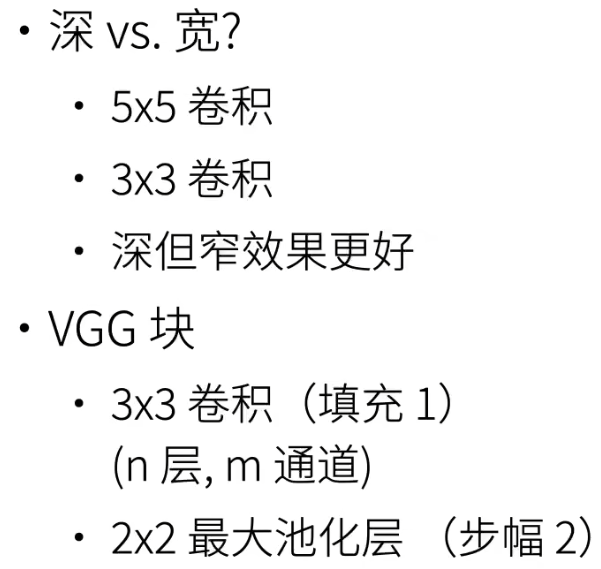 • 深 vs. 宽?
• 5x5 卷积
• 3x3 卷积
• 深但窄效果更好
• VGG 块
• 3x3 卷积（填充 1）
(n 层, m 通道)
• 2x2 最大池化层 （步幅 2）